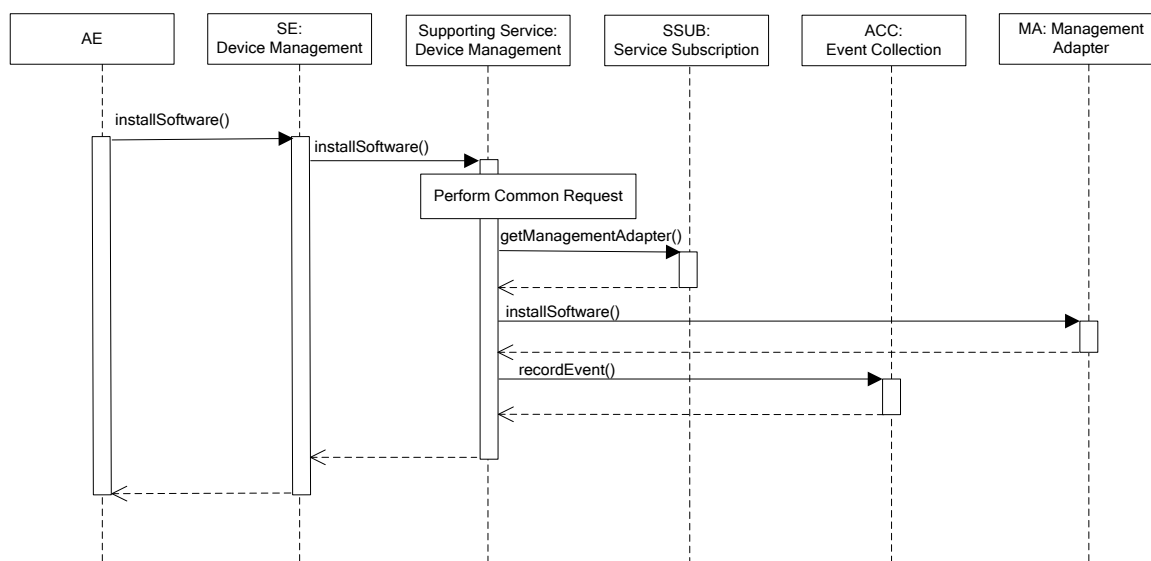 AE
SE:
Device Management
Supporting Service:
Device Management
SSUB:
Service Subscription
ACC:
Event Collection
MA: Management
Adapter
installSoftware()
installSoftware()
Perform Common Request
getManagementAdapter()
installSoftware()
recordEvent()